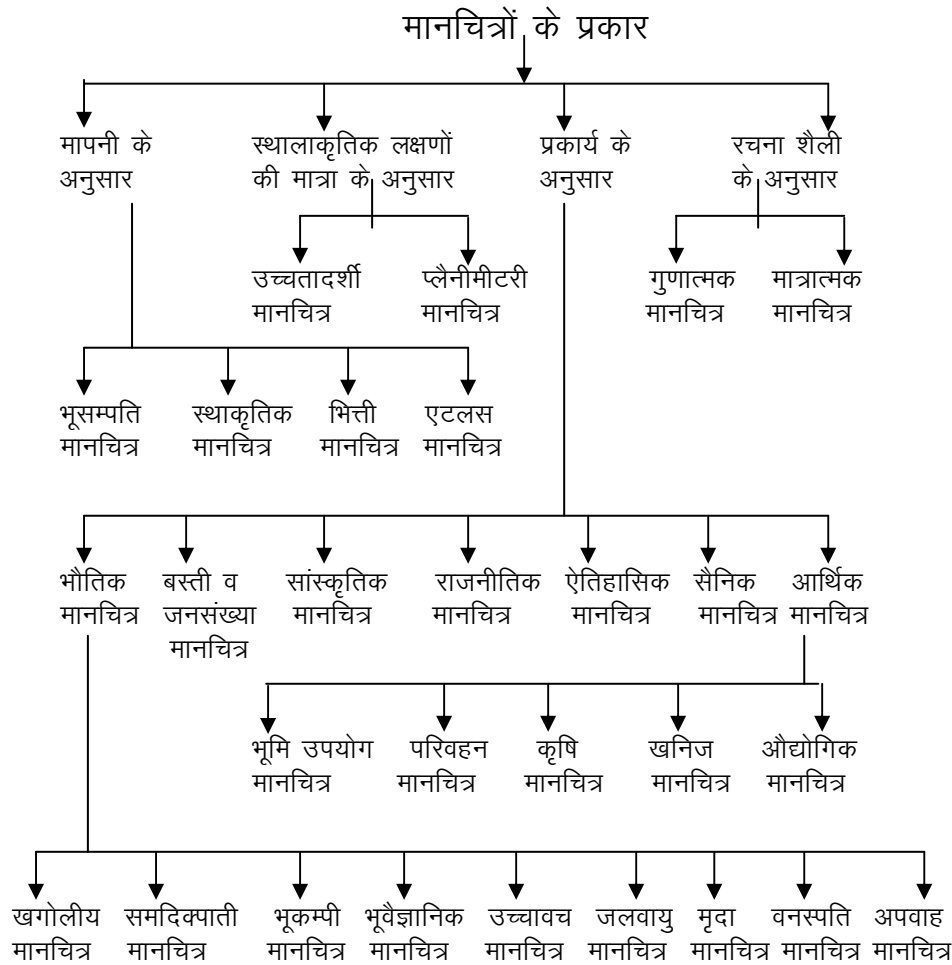 मानचित्रों के प्रकार
मापनी के स्थालाकृतिक लक्षणों प्रकार्य के रचना शैली
अनुसार की मात्रा के अनुसार अनुसार के अनुसार
उच्चतादर्शी प्लैनीमीटरी गुणात्मक मात्रात्मक
मानचित्र मानचित्र मानचित्र मानचित्र
भूसम्पति स्थाकृतिक भित्ती एटलस
मानचित्र मानचित्र मानचित्र मानचित्र
भौतिक बस्ती व सांस्कृतिक राजनीतिक ऐतिहासिक सैनिक आर्थिक
मानचित्र जनसंख्या मानचित्र मानचित्र मानचित्र मानचित्र मानचित्र
मानचित्र
भूमि उपयोग परिवहन कृषि खनिज औद्योगिक
मानचित्र मानचित्र मानचित्र मानचित्र मानचित्र
खगोलीय समदिक्पाती भूकम्पी भूवैज्ञानिक उच्चावच जलवायु मृदा वनस्पति अपवाह
मानचित्र मानचित्र मानचित्र मानचित्र मानचित्र मानचित्र मानचित्र मानचित्र मानचित्र